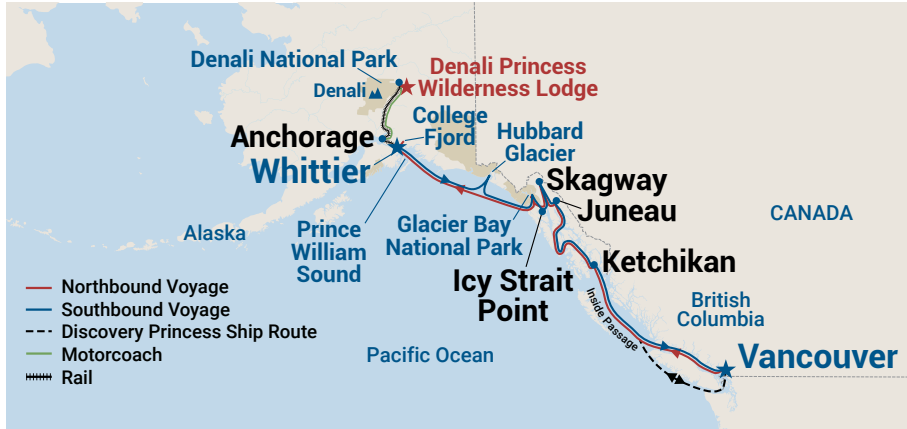 Denali National Park
Denali
Denali Princess
Wilderness Lodge
College
Fjord
Hubbard
Glacier
Anchorage
Whittier
Skagway
Juneau
CANADA
Alaska
Prince
William
Sound
Glacier Bay
National Park
Icy Strait
Point
Ketchikan
Northbound Voyage
Southbound Voyage
Discovery Princess Ship Route
Motorcoach
Rail
Inside Passage
British
Columbia
Pacific Ocean
Vancouver